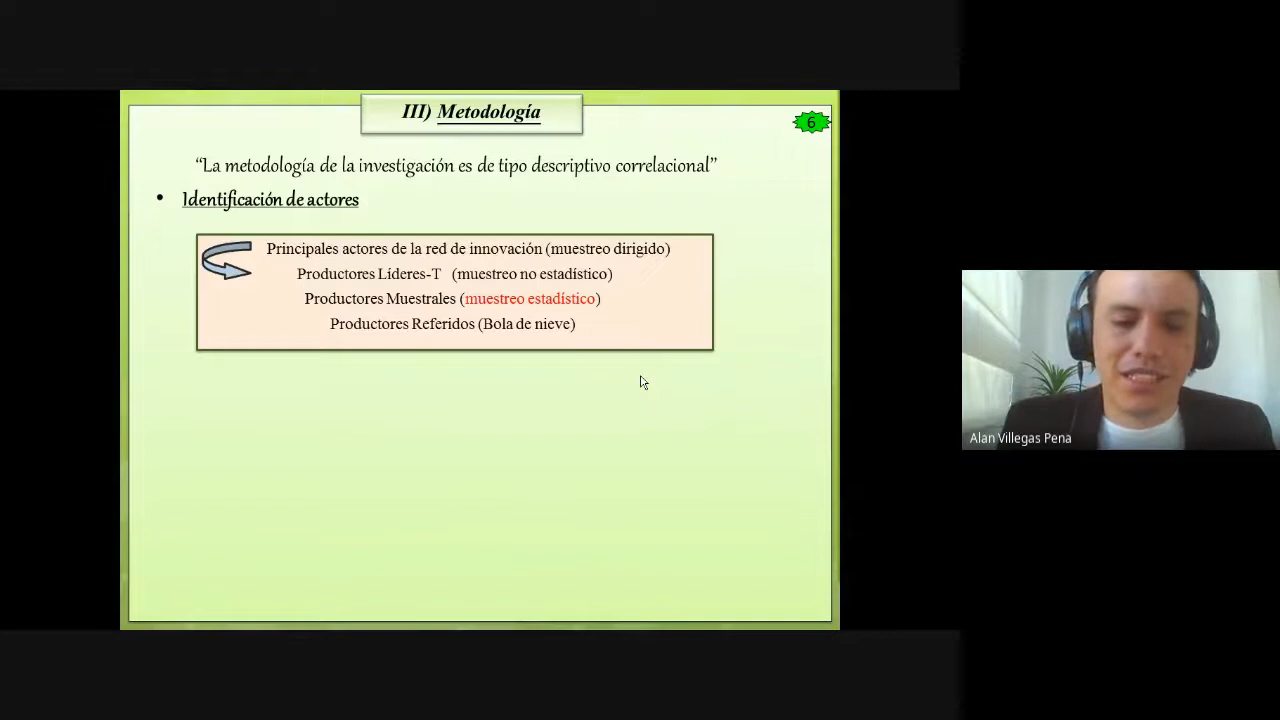 III) Metodología
6
“La metodología de la investigación es de tipo descriptivo correlacional”
• Identificación de actores
Principales actores de la red de innovación (muestreo dirigido)
Productores Líderes-T (muestreo no estadístico)
Productores Muestrales (muestreo estadístico)
Productores Referidos (Bola de nieve)
Alan Villegas Pena